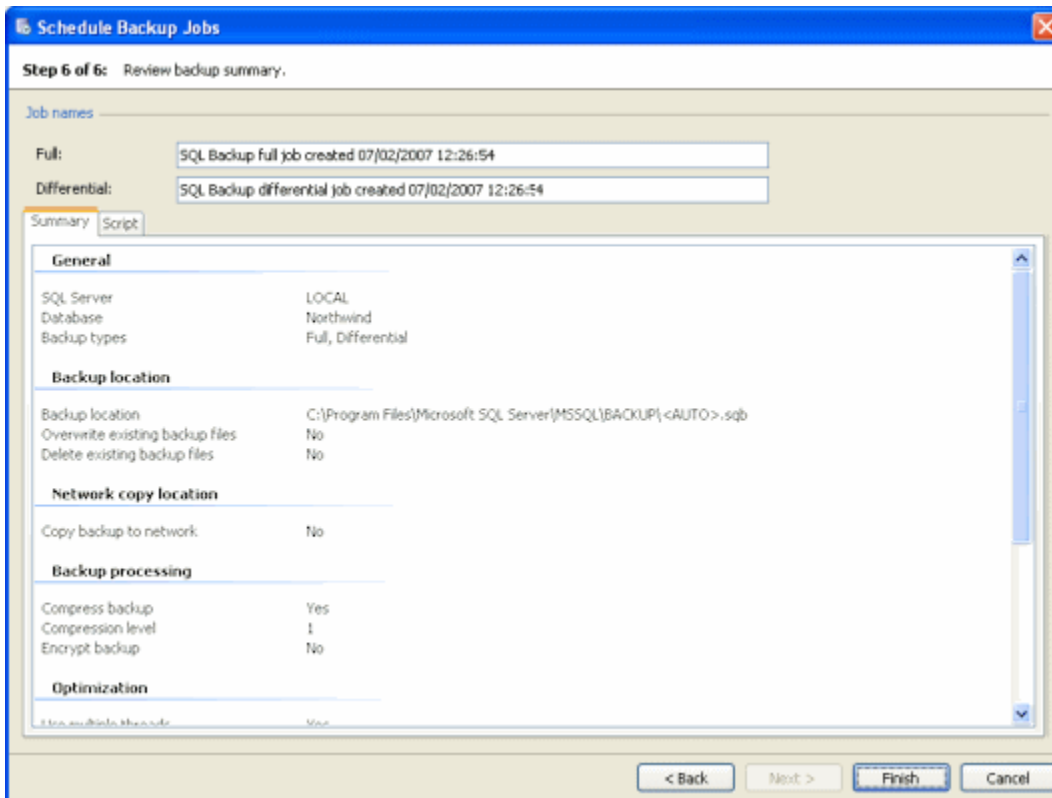 Schedule Backup Jobs
Step 6 of 6: Review backup summary.
Job names
Full: SQL Backup full job created 07/02/2007 12:26:54
Differential: SQL Backup differential job created 07/02/2007 12:26:54
Summary Script
General
SQL Server LOCAL
Database Northwind
Backup types Full, Differential
Backup location
Backup location C:\Program Files\Microsoft SQL Server\MSSQL\BACKUP\<AUTO>.sqb
Overwrite existing backup files No
Delete existing backup files No
Network copy location
Copy backup to network No
Backup processing
Compress backup Yes
Compression level 1
Encrypt backup No
Optimization
Use multiple threads Yes
< Back Next > Finish Cancel